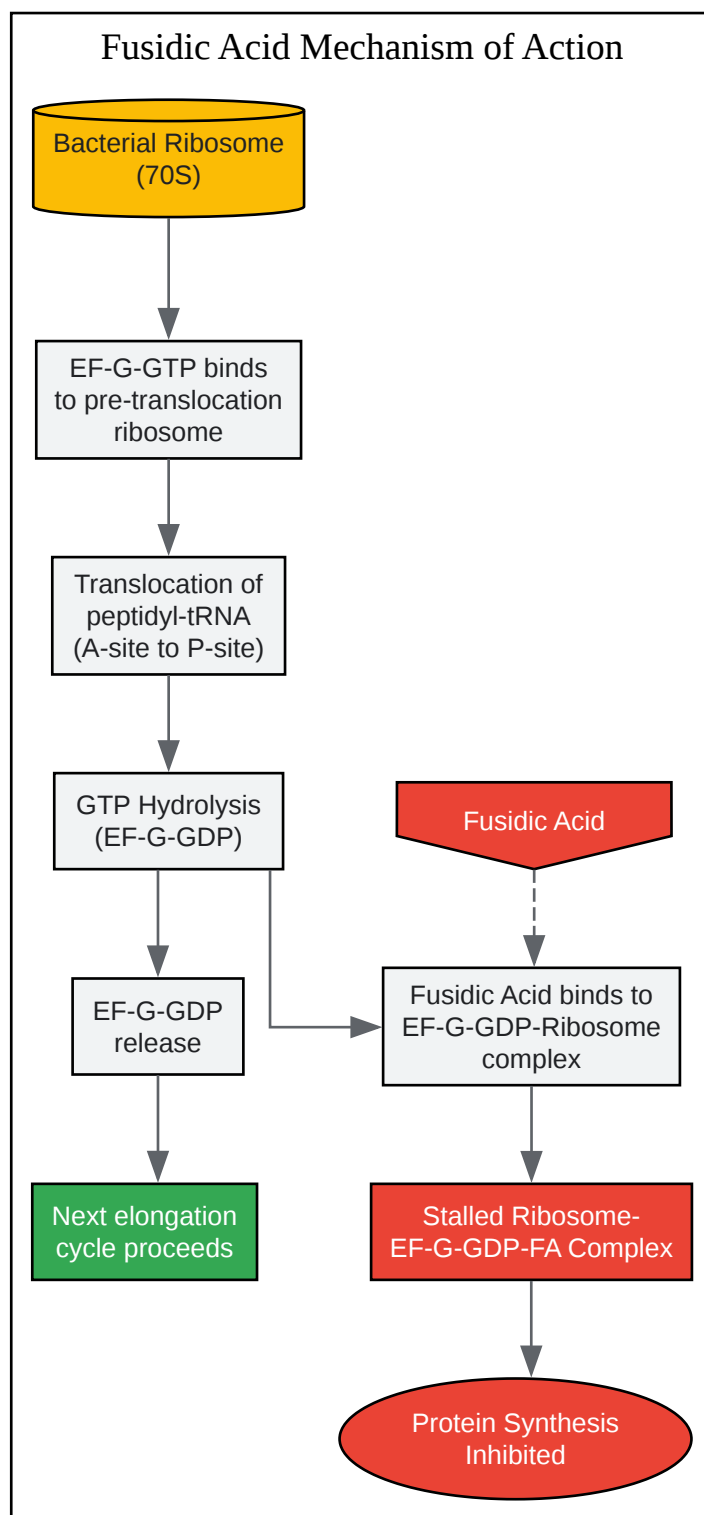 Fusidic Acid Mechanism of Action
Bacterial Ribosome
(70S)
EF-G-GTP binds
to pre-translocation
ribosome
Translocation of
peptidyl-tRNA
(A-site to P-site)
GTP Hydrolysis
(EF-G-GDP)
Fusidic Acid
EF-G-GDP
release
Fusidic Acid binds to
EF-G-GDP-Ribosome
complex
Next elongation
cycle proceeds
Stalled Ribosome-
EF-G-GDP-FA Complex
Protein Synthesis
Inhibited